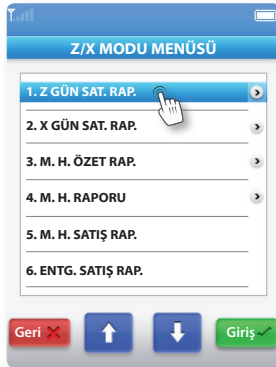 Z/X MODU MENÜSÜ
1. Z GÜN SAT. RAP.
2. X GÜN SAT. RAP.
3. M. H. ÖZET RAP.
4. M. H. RAPORU
5. M. H. SATIŞ RAP.
6. ENTG. SATIŞ RAP.
Geri Giriş